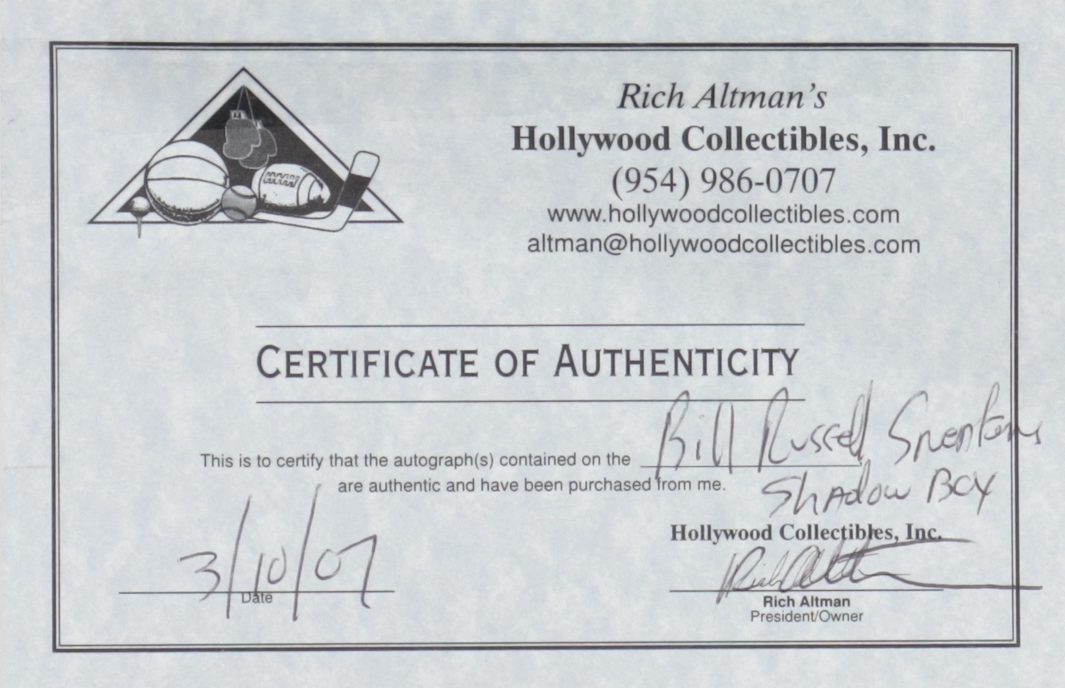 Rich Altman's
Hollywood Collectibles, Inc.
(954) 986-0707
www.hollywoodcollectibles.com
altman@hollywoodcollectibles.com
CERTIFICATE OF AUTHENTICITY
This is to certify that the autograph(s) contained on the Bill Russell
are authentic and have been purchased from me. Shadow Box
Hollywood Collectibles, Inc.
3/10/07
Date
Rich Altman
Rich Altman
President/Owner